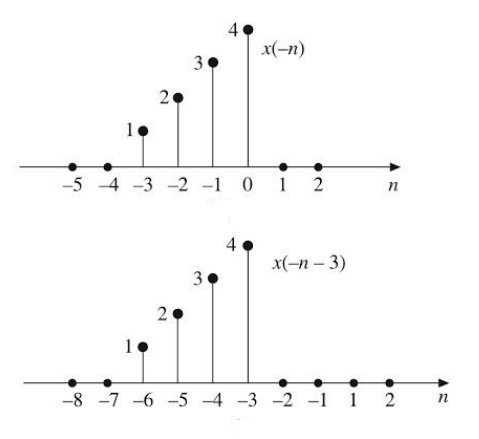 4
x(–n)
3
2
1
–5 –4 –3 –2 –1 0 1 2 n
4
x(–n – 3)
3
2
1
–8 –7 –6 –5 –4 –3 –2 –1 1 2 n